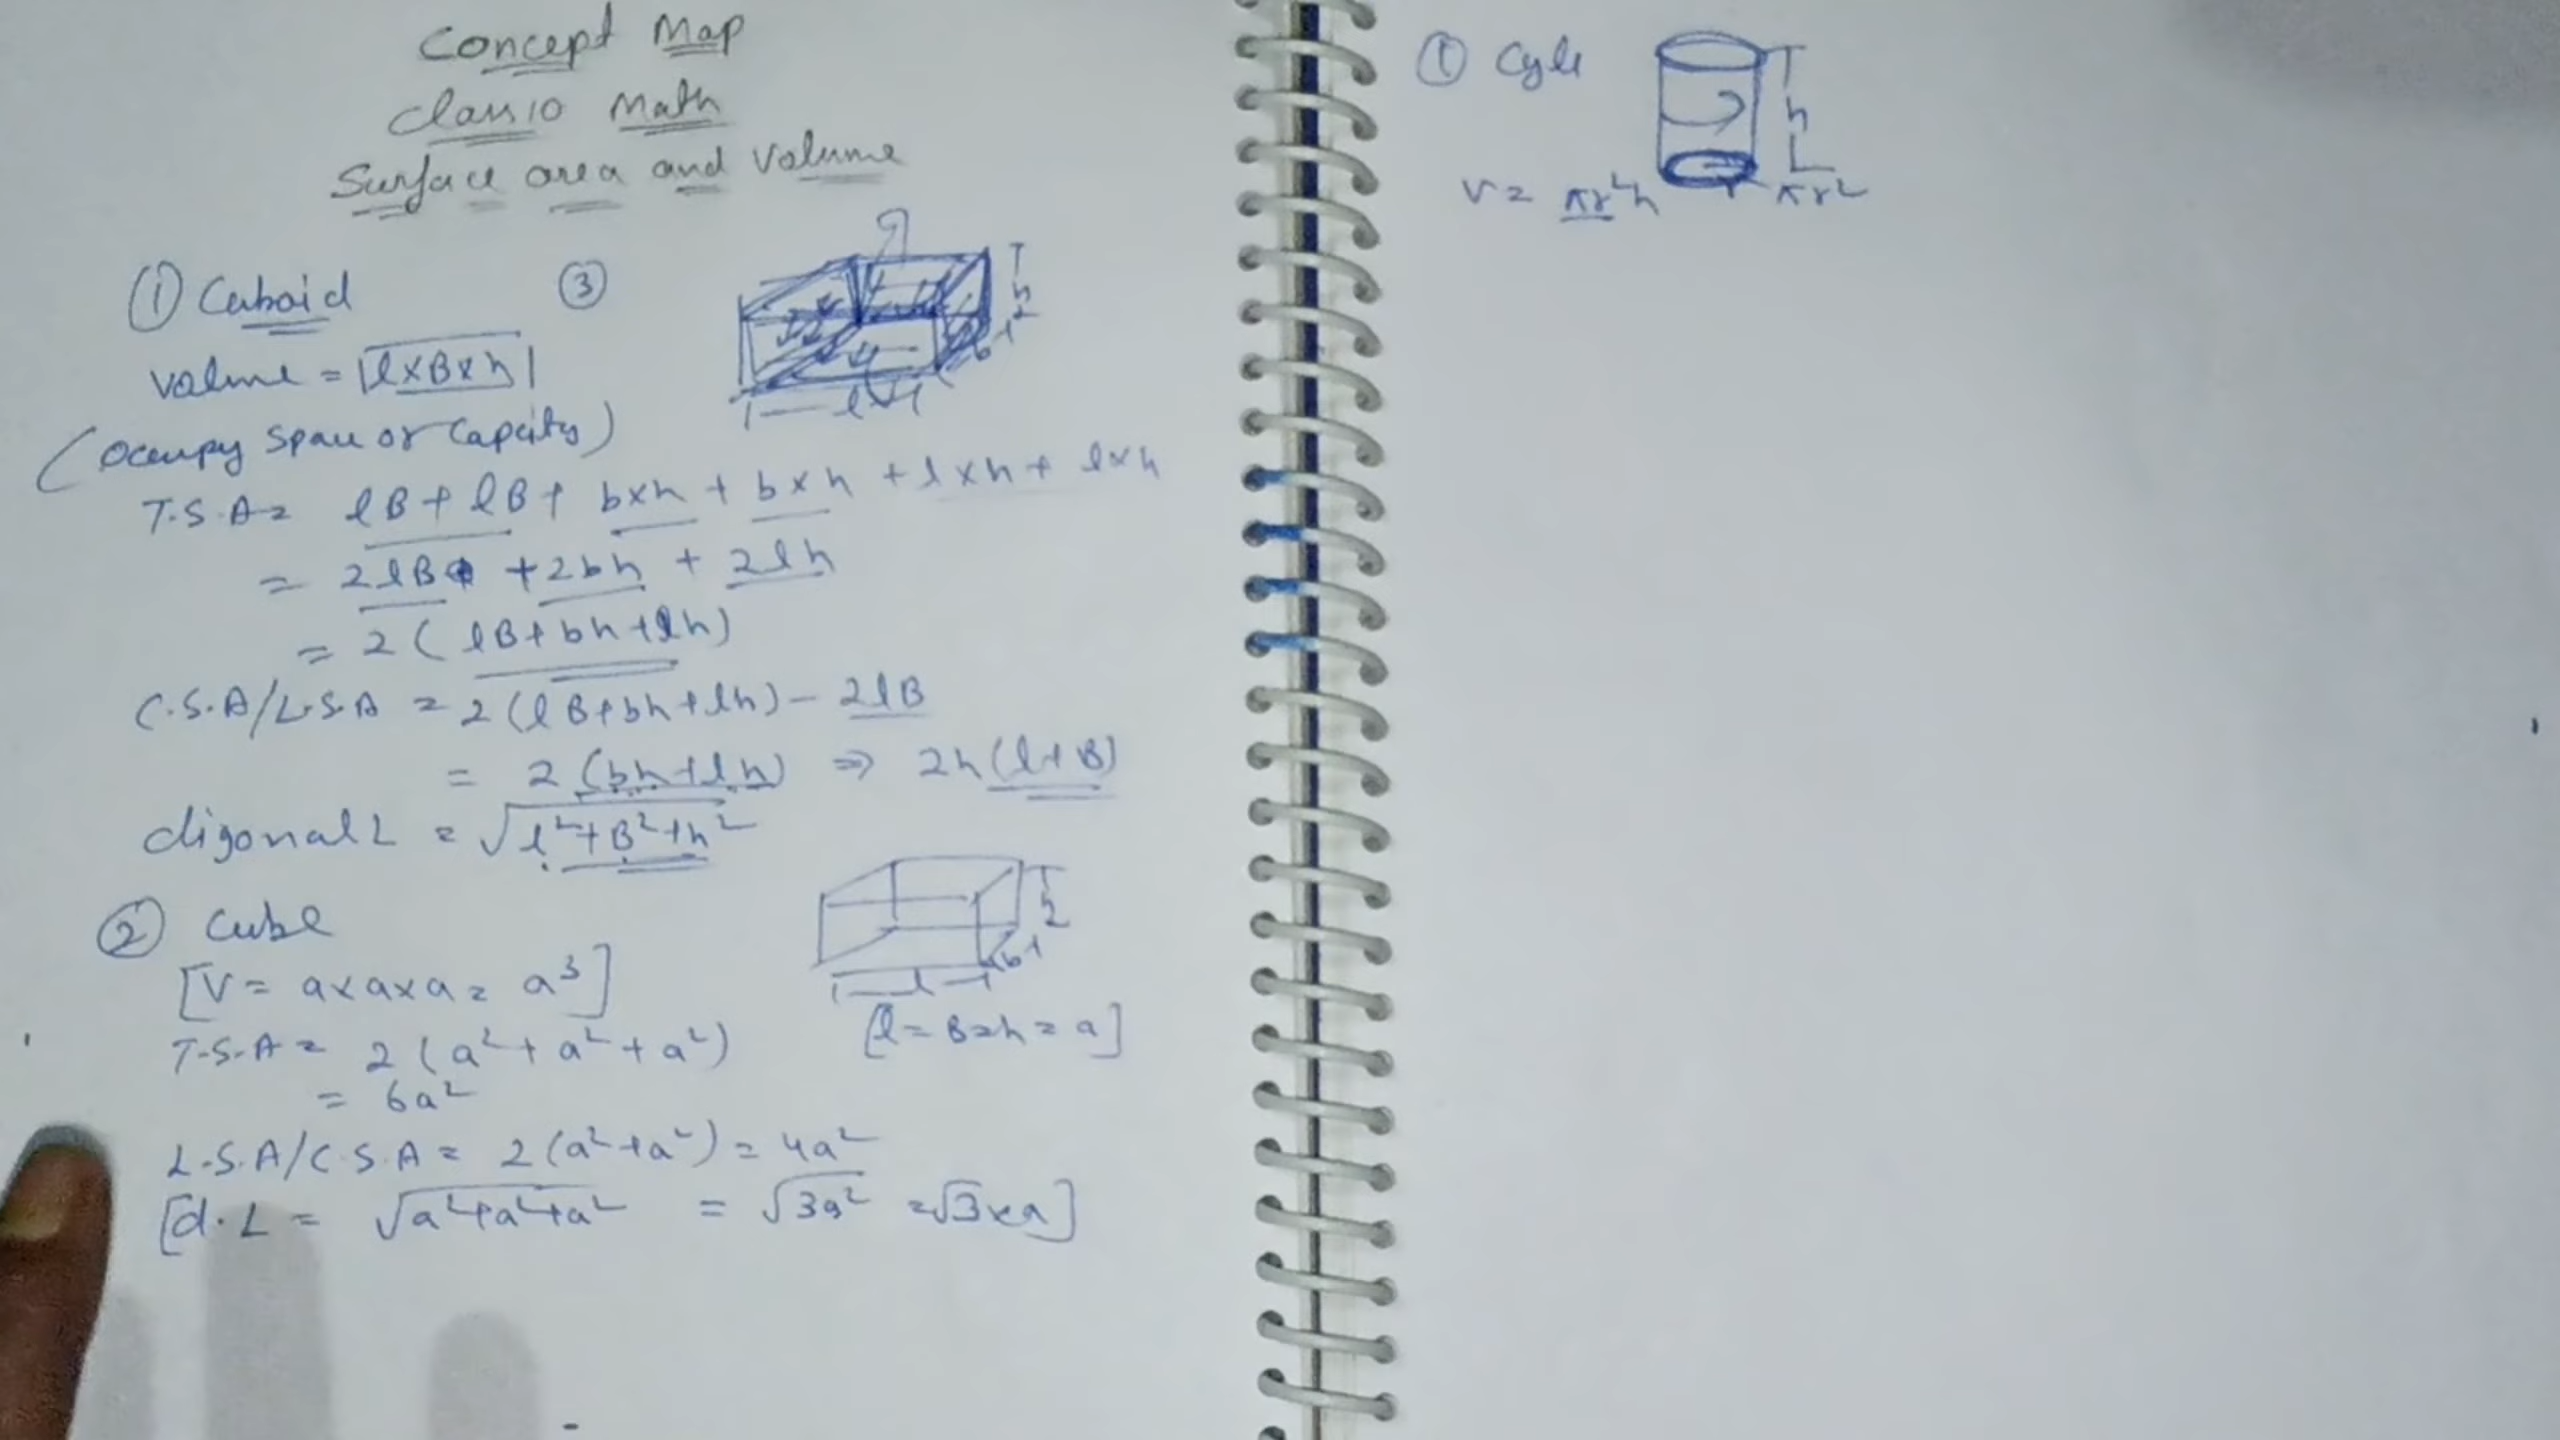 Concept Map
Class 10 Math
Surface area and Volume
① Cuboid ③
Valme = |l×B×h|
(Occupy Space or Capcity)
T.S.A = lB + lB + b×h + b×h + l×h + l×h
= 2lB + 2bh + 2lh
= 2(lB+bh+lh)
C.S.A/L.S.A = 2(lB+bh+lh) - 2lB
= 2(bh+lh) ⇒ 2h(l+B)
digonal L = √l²+B²+h²
h
b
l
② Cube
[V = a×a×a = a³]
T.S.A = 2(a²+a²+a²)
= 6a²
L.S.A/C.S.A = 2(a²+a²) = 4a²
[d.L = √a²+a²+a² = √3a² = √3×a]
h
b
l
[l=B=h=a]
① Cyle
h
r
πr²
V = πr²h